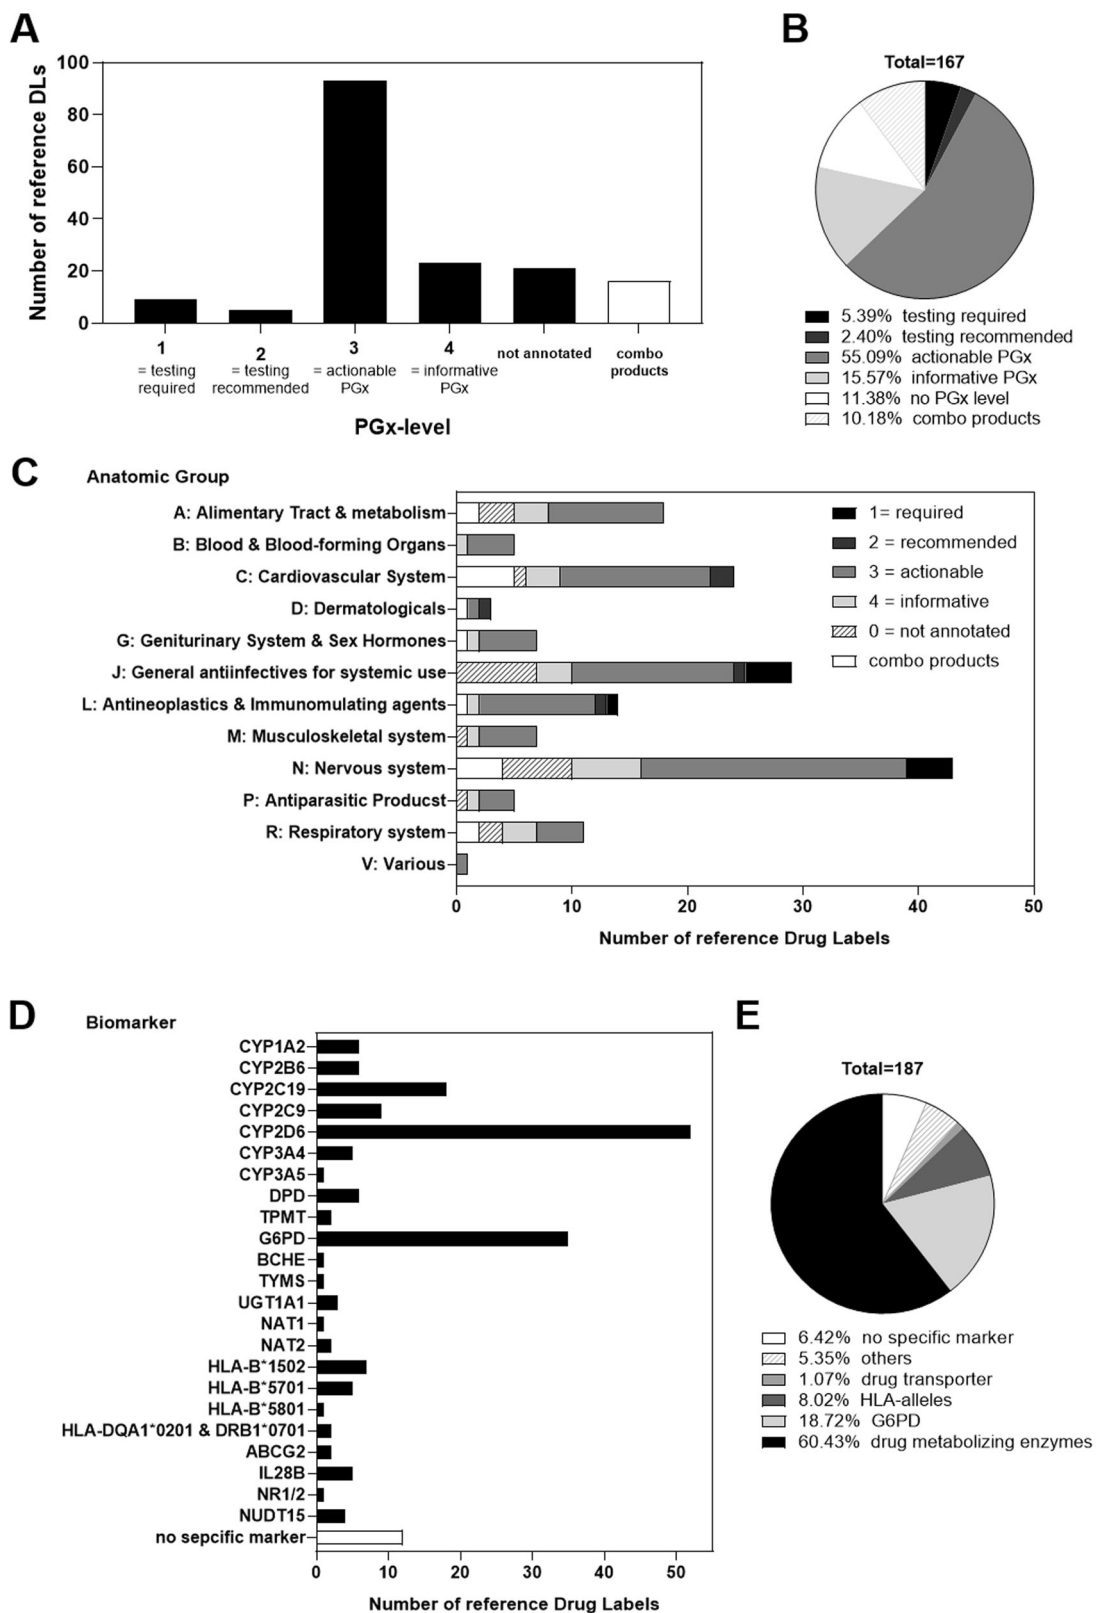 A
Number of reference DLs
100
80
60
40
20
0
1
= testing
required
2
= testing
recommended
3
= actionable
PGx
4
= informative
PGx
not annotated
combo
products
PGx-level
B
Total=167
5.39% testing required
2.40% testing recommended
55.09% actionable PGx
15.57% informative PGx
11.38% no PGx level
10.18% combo products
C
Anatomic Group
A: Alimentary Tract & metabolism
B: Blood & Blood-forming Organs
C: Cardiovascular System
D: Dermatologicals
G: Geniturinary System & Sex Hormones
J: General antiinfectives for systemic use
L: Antineoplastics & Immunomulating agents
M: Musculoskeletal system
N: Nervous system
P: Antiparasitic Producst
R: Respiratory system
V: Various
1= required
2 = recommended
3 = actionable
4 = informative
0 = not annotated
combo products
0 10 20 30 40 50
Number of reference Drug Labels
D
Biomarker
CYP1A2
CYP2B6
CYP2C19
CYP2C9
CYP2D6
CYP3A4
CYP3A5
DPD
TPMT
G6PD
BCHE
TYMS
UGT1A1
NAT1
NAT2
HLA-B*1502
HLA-B*5701
HLA-B*5801
HLA-DQA1*0201 & DRB1*0701
ABCG2
IL28B
NR1/2
NUDT15
no sepcific marker
0 10 20 30 40 50
Number of reference Drug Labels
E
Total=187
6.42% no specific marker
5.35% others
1.07% drug transporter
8.02% HLA-alleles
18.72% G6PD
60.43% drug metabolizing enzymes